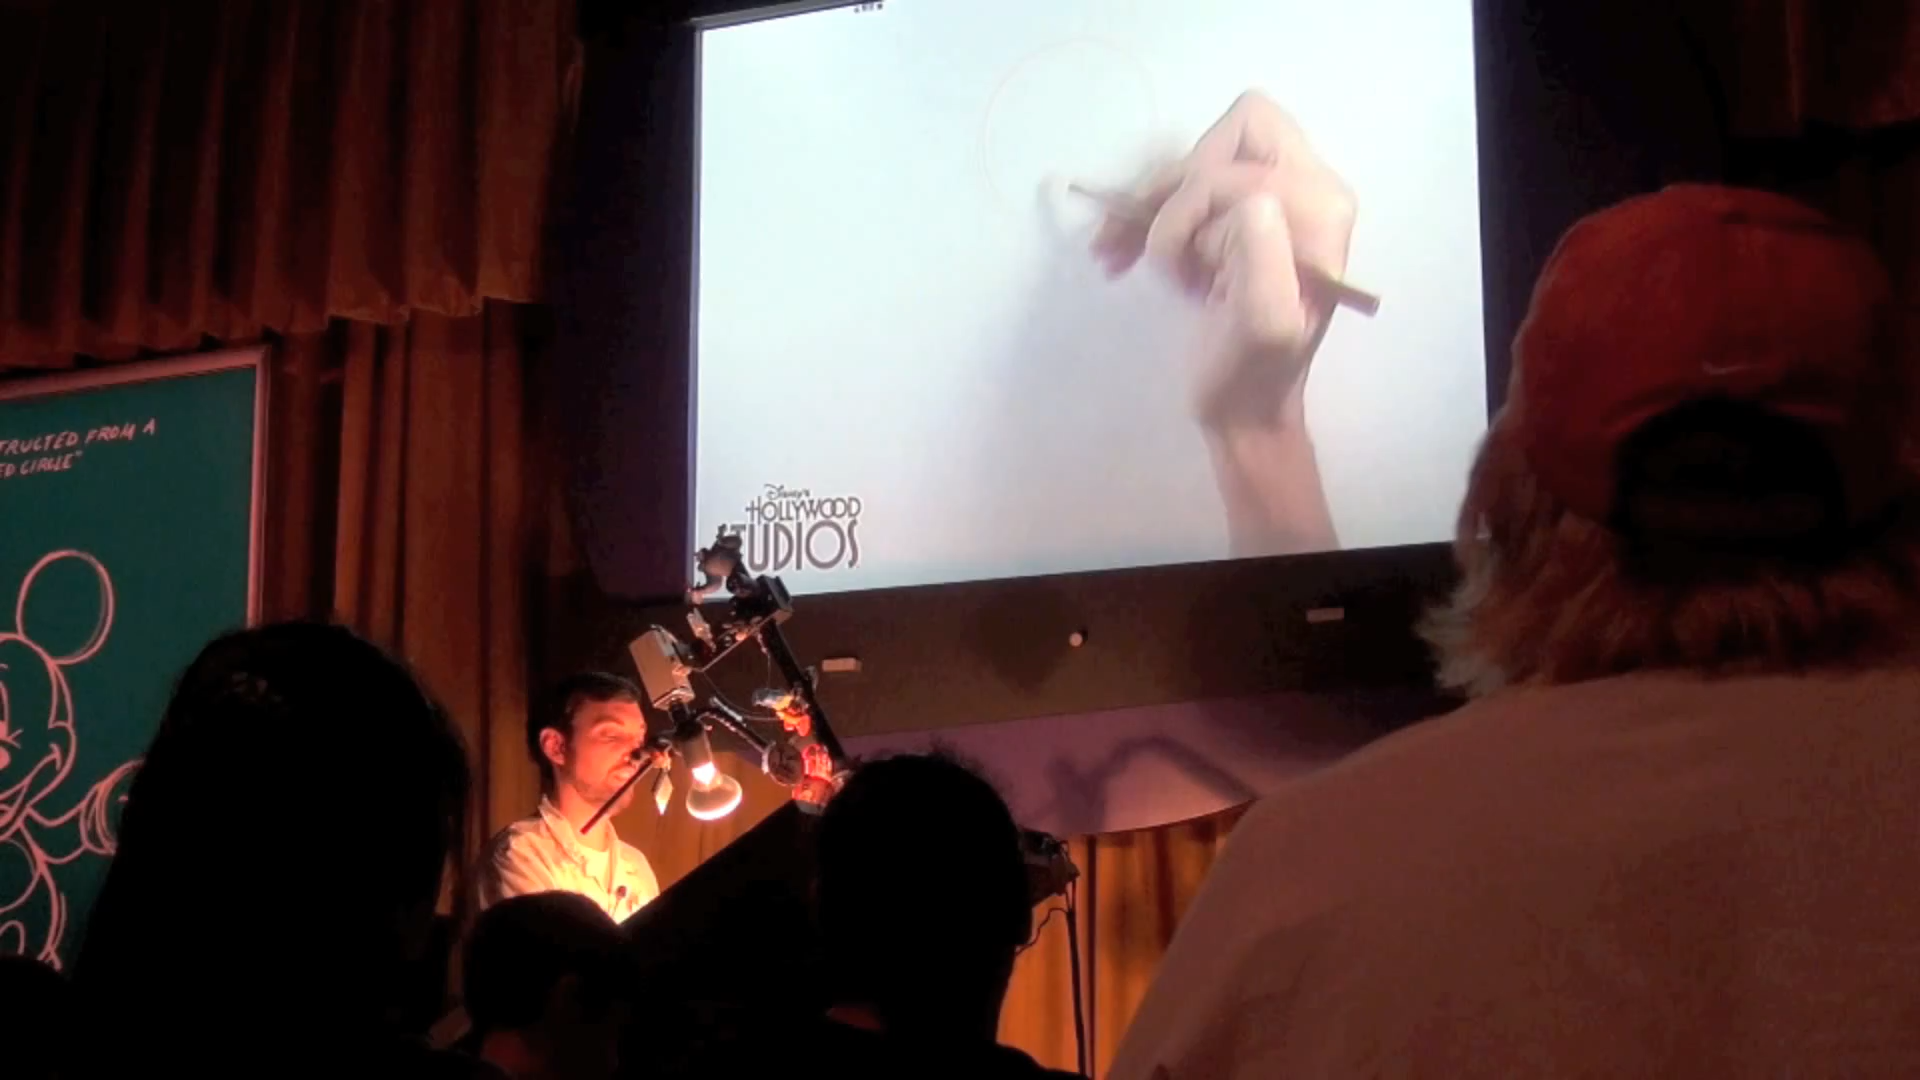 TRUCTED FROM A
ED CIRCLE"
Disney's
HOLLYWOOD
TUDIOS